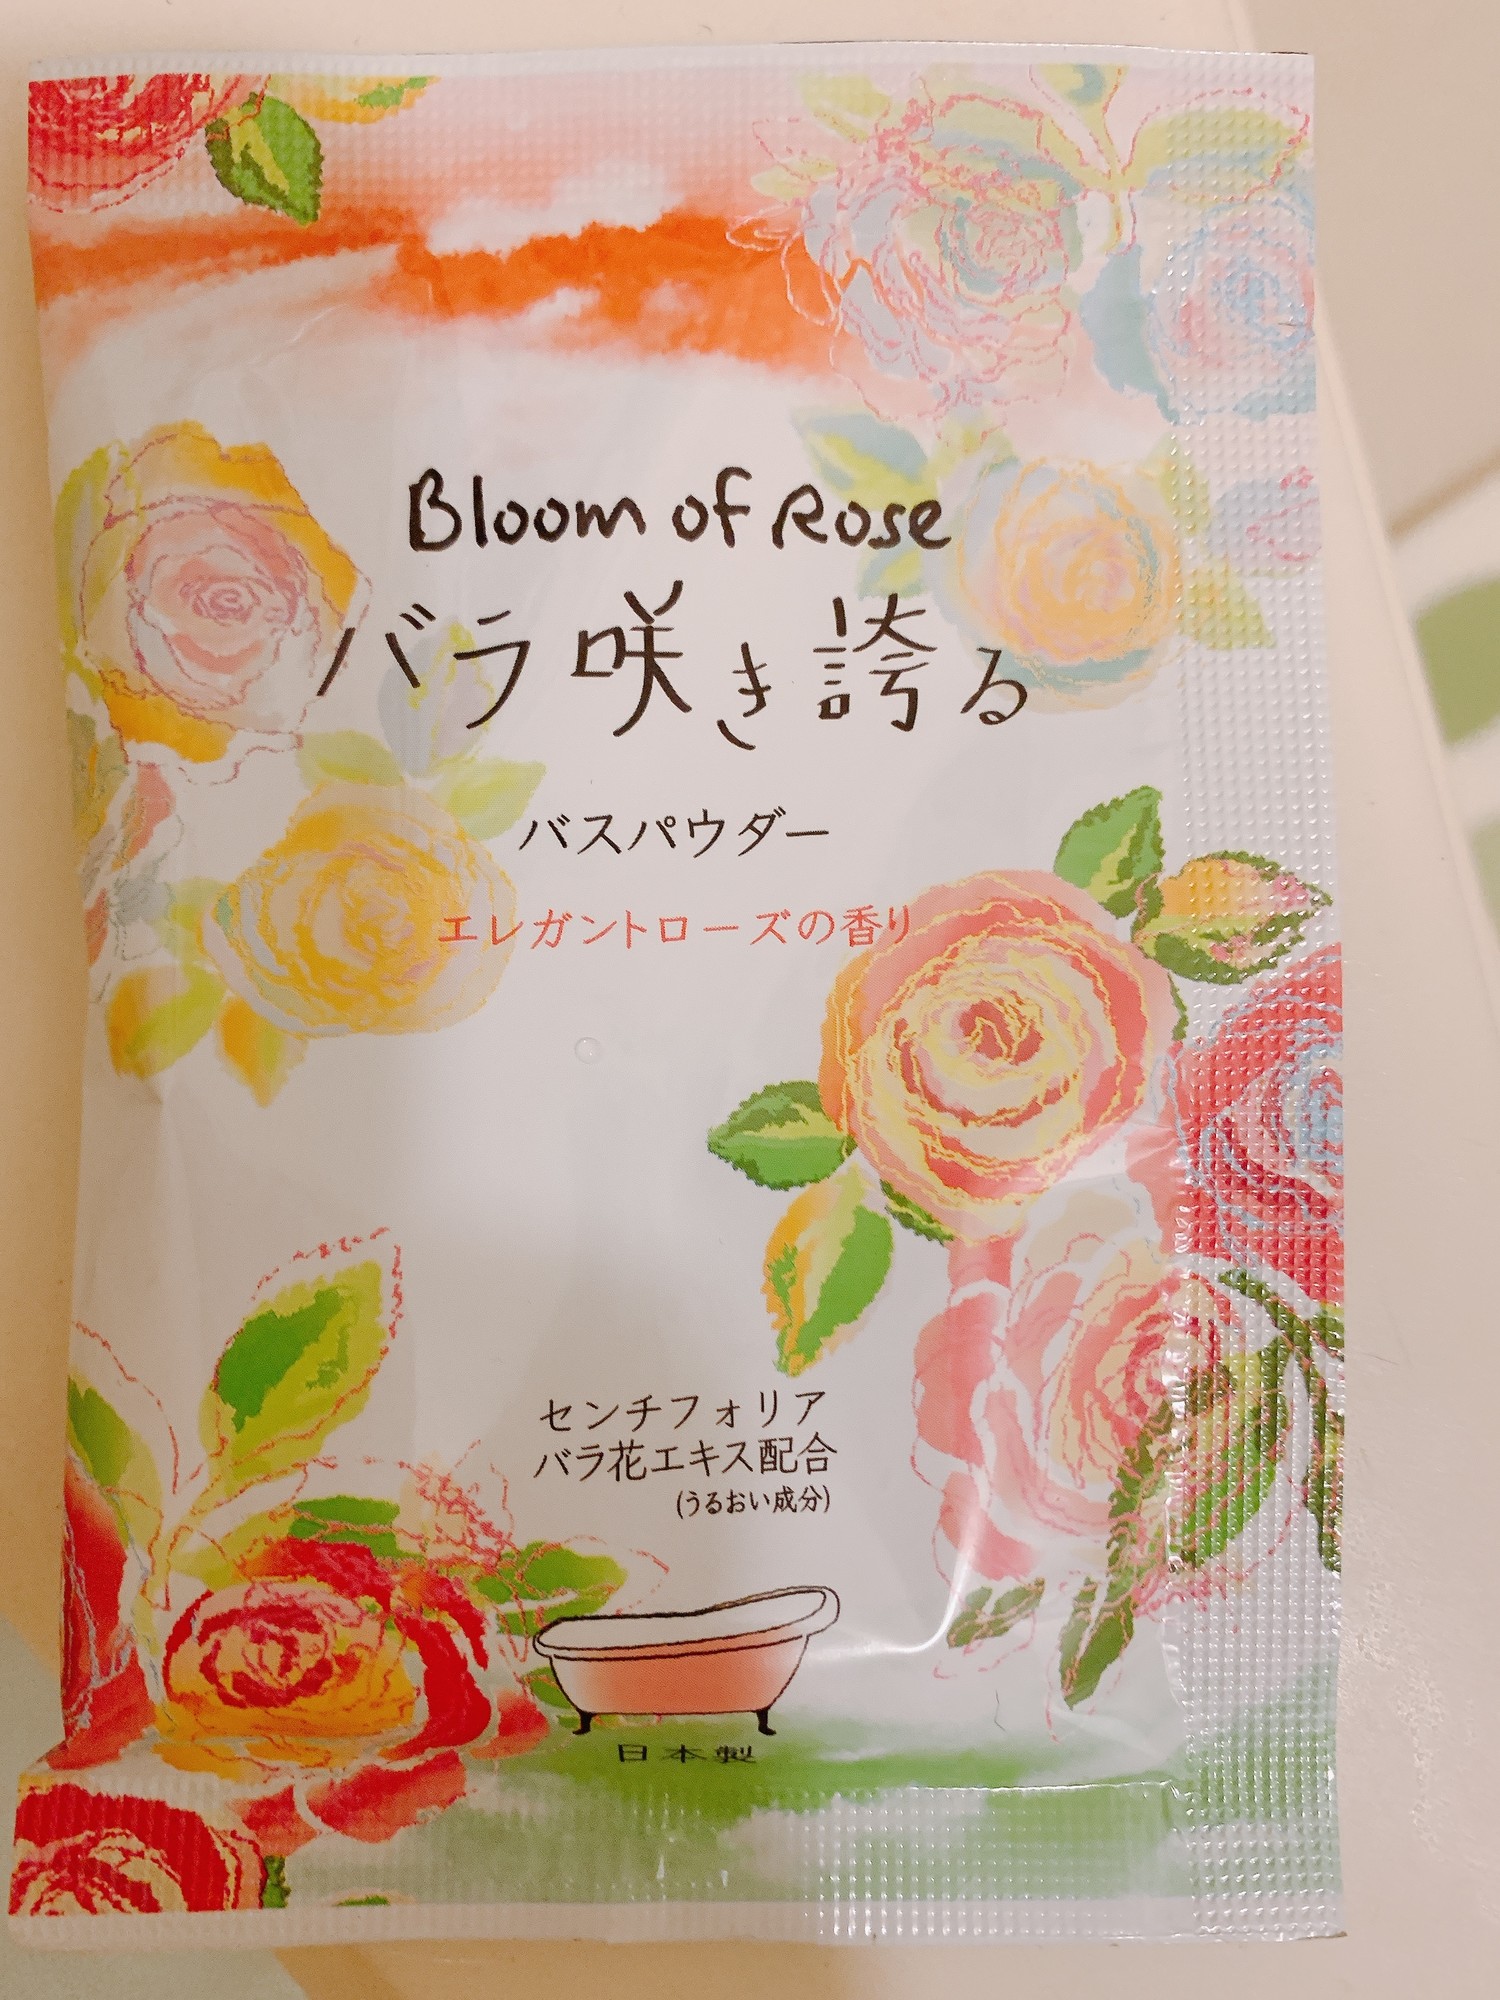 Bloom of Rose
バラ咲き誇る
バスパウダー
エレガントローズの香り
センチフォリア
バラ花エキス配合
(うるおい成分)
日本製